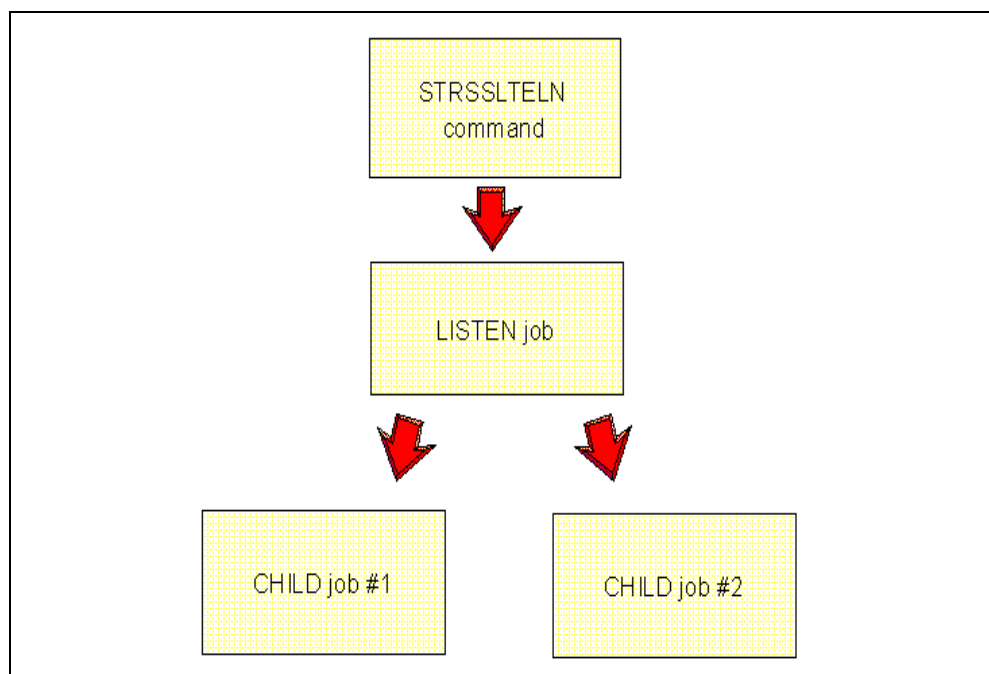 STRSSLTELN
command
LISTEN job
CHILD job #1
CHILD job #2